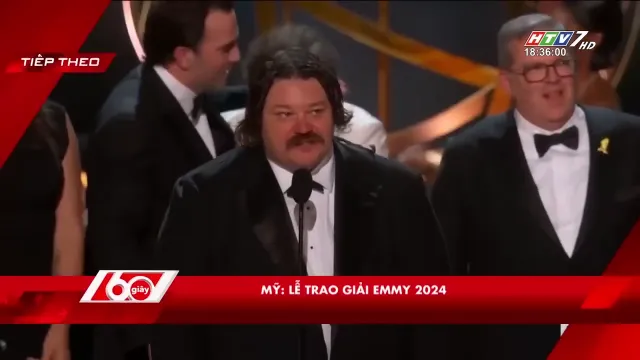 TIẾP THEO
HTV7 HD
18:36:00
60 giây
MỸ: LỄ TRAO GIẢI EMMY 2024